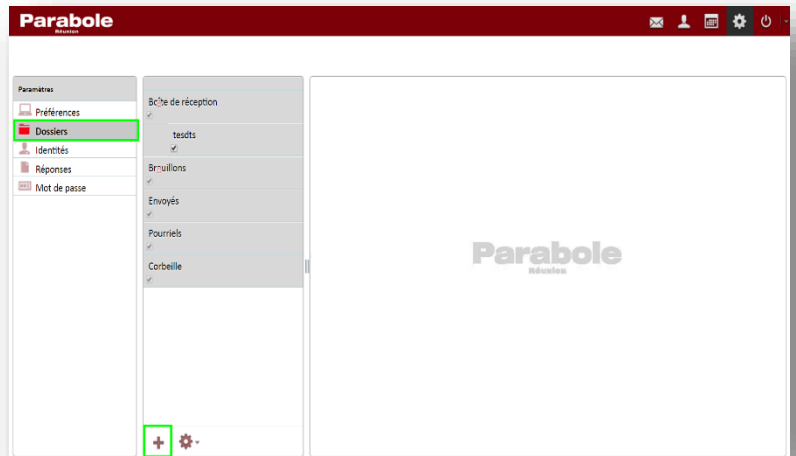 Parabole
Réunion
Paramètres
Préférences
Dossiers
Identités
Réponses
Mot de passe
Boîte de réception
tesdts
Brouillons
Envoyés
Pourriels
Corbeille
Parabole
Réunion